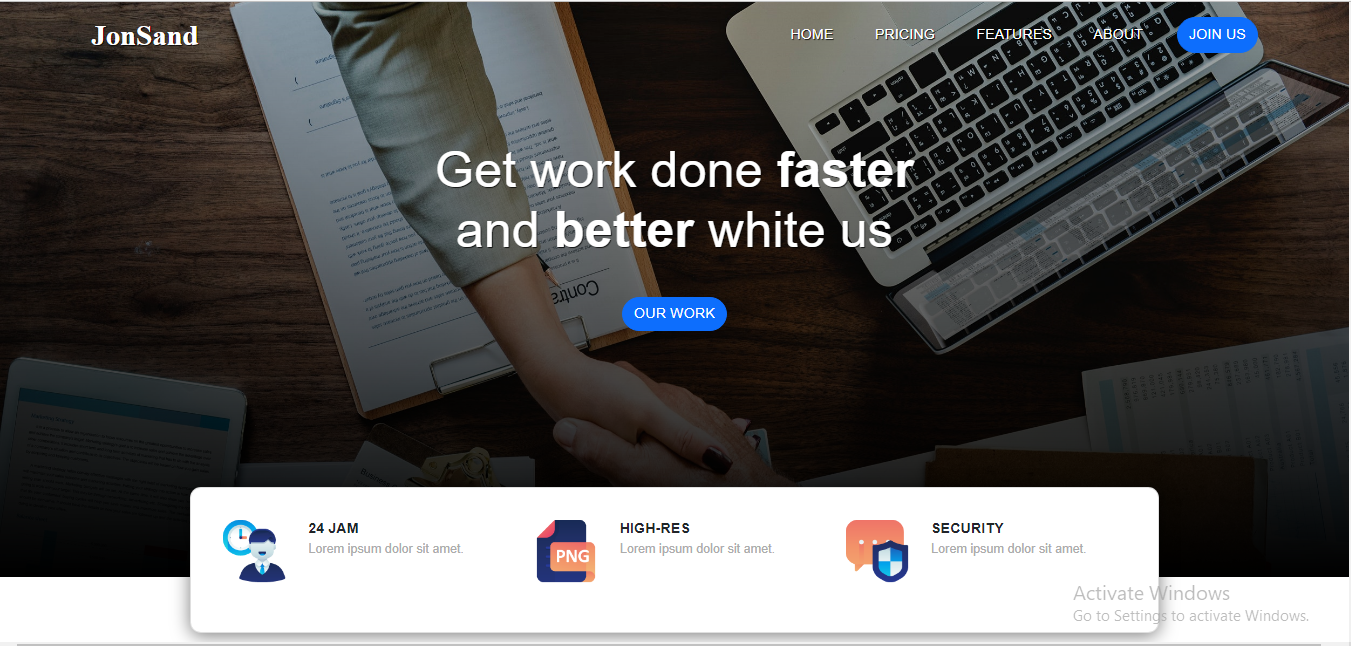 JonSand
HOME PRICING FEATURES ABOUT JOIN US
Get work done faster
and better white us
Contra
OUR WORK
24 JAM
Lorem ipsum dolor sit amet.
PNG
HIGH-RES
Lorem ipsum dolor sit amet.
SECURITY
Lorem ipsum dolor sit amet.
Activate Windows
Go to Settings to activate Windows.